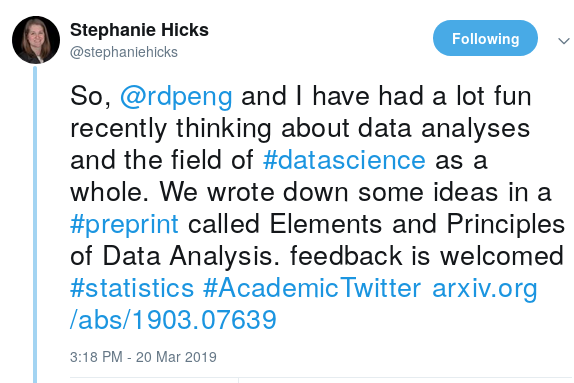 Stephanie Hicks
@stephaniehicks
Following
So, @rdpeng and I have had a lot fun
recently thinking about data analyses
and the field of #datascience as a
whole. We wrote down some ideas in a
#preprint called Elements and Principles
of Data Analysis. feedback is welcomed
#statistics #AcademicTwitter arxiv.org
/abs/1903.07639
3:18 PM - 20 Mar 2019